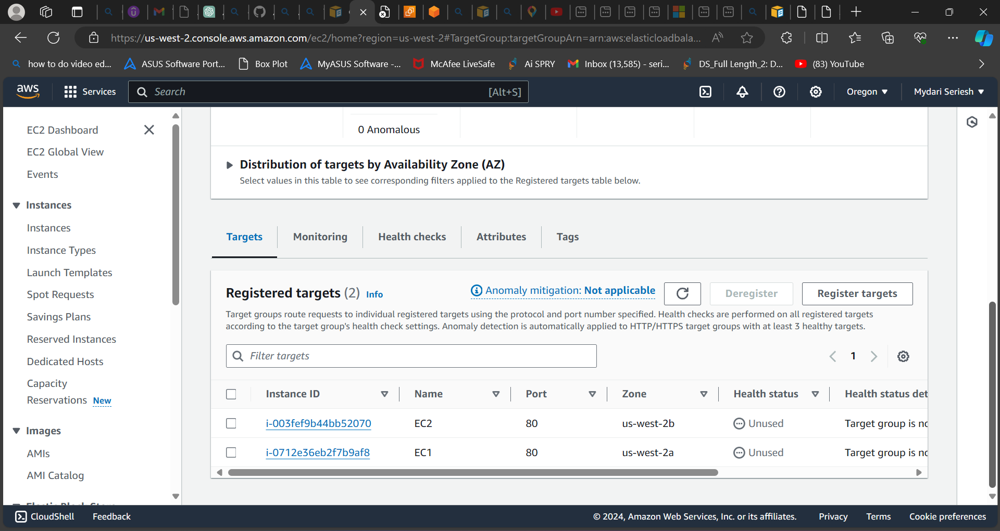 https://us-west-2.console.aws.amazon.com/ec2/home?region=us-west-2#TargetGroup:targetGroupArn=arn:aws:elasticloadbala...
how to do video ed...
ASUS Software Port...
Box Plot
MyASUS Software -...
McAfee LiveSafe
Ai SPRY
Inbox (13,585) - seri...
DS_Full Length_2: D...
(83) YouTube
aws
Services
Search
[Alt+S]
Oregon
Mydari Seriesh
EC2 Dashboard
EC2 Global View
Events
Instances
Instances
Instance Types
Launch Templates
Spot Requests
Savings Plans
Reserved Instances
Dedicated Hosts
Capacity
Reservations New
Images
AMIs
AMI Catalog
Elastic Block Store
0 Anomalous
Distribution of targets by Availability Zone (AZ)
Select values in this table to see corresponding filters applied to the Registered targets table below.
Targets
Monitoring
Health checks
Attributes
Tags
Registered targets (2) Info
Anomaly mitigation: Not applicable
Deregister
Register targets
Target groups route requests to individual registered targets using the protocol and port number specified. Health checks are performed on all registered targets
according to the target group's health check settings. Anomaly detection is automatically applied to HTTP/HTTPS target groups with at least 3 healthy targets.
Filter targets
1
Instance ID Name Port Zone Health status Health status det
i-003fef9b44bb52070 EC2 80 us-west-2b Unused Target group is no
i-0712e36eb2f7b9af8 EC1 80 us-west-2a Unused Target group is no
CloudShell
Feedback
© 2024, Amazon Web Services, Inc. or its affiliates.
Privacy
Terms
Cookie preferences